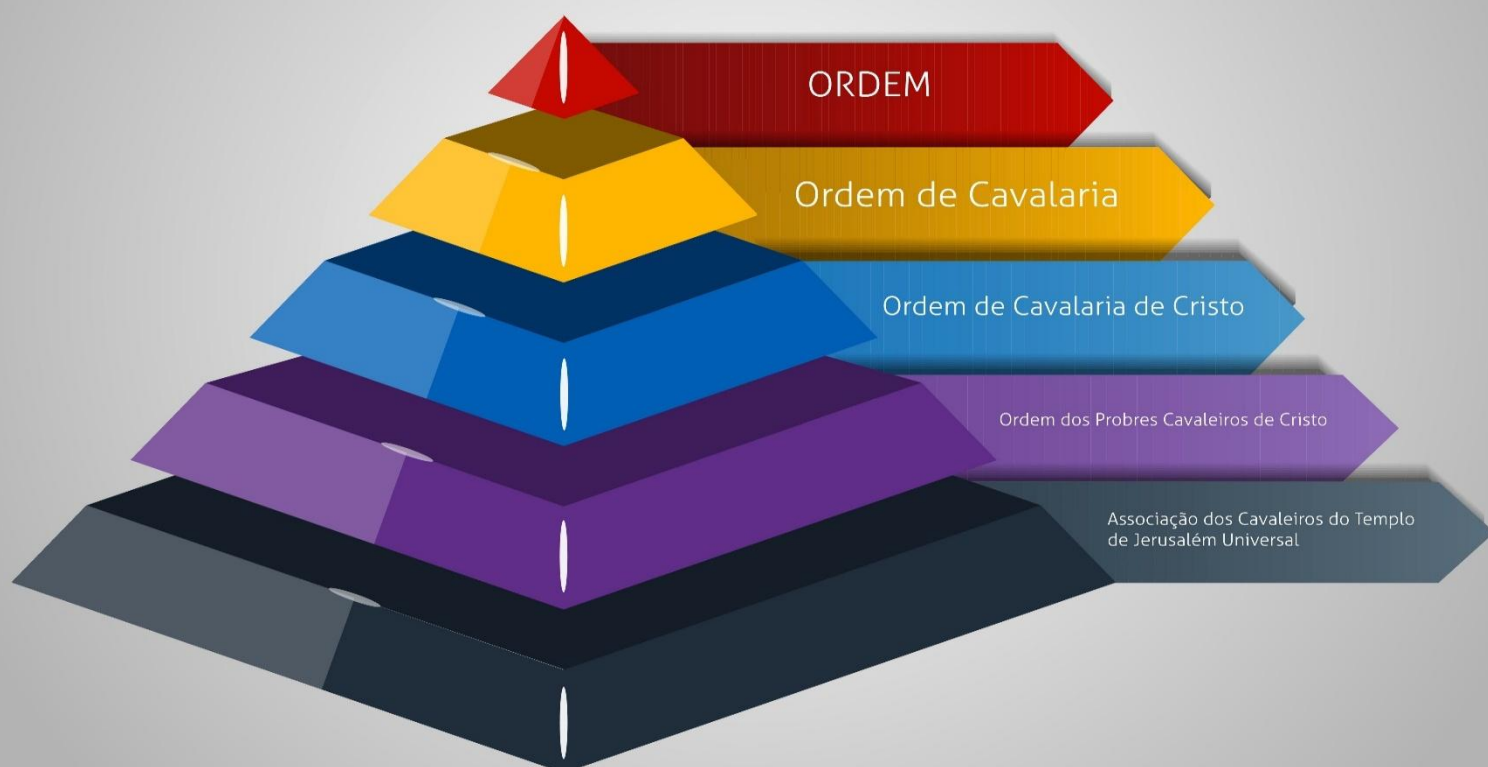 ORDEM
Ordem de Cavalaria
Ordem de Cavalaria de Cristo
Ordem dos Probres Cavaleiros de Cristo
Associação dos Cavaleiros do Templo
de Jerusalém Universal